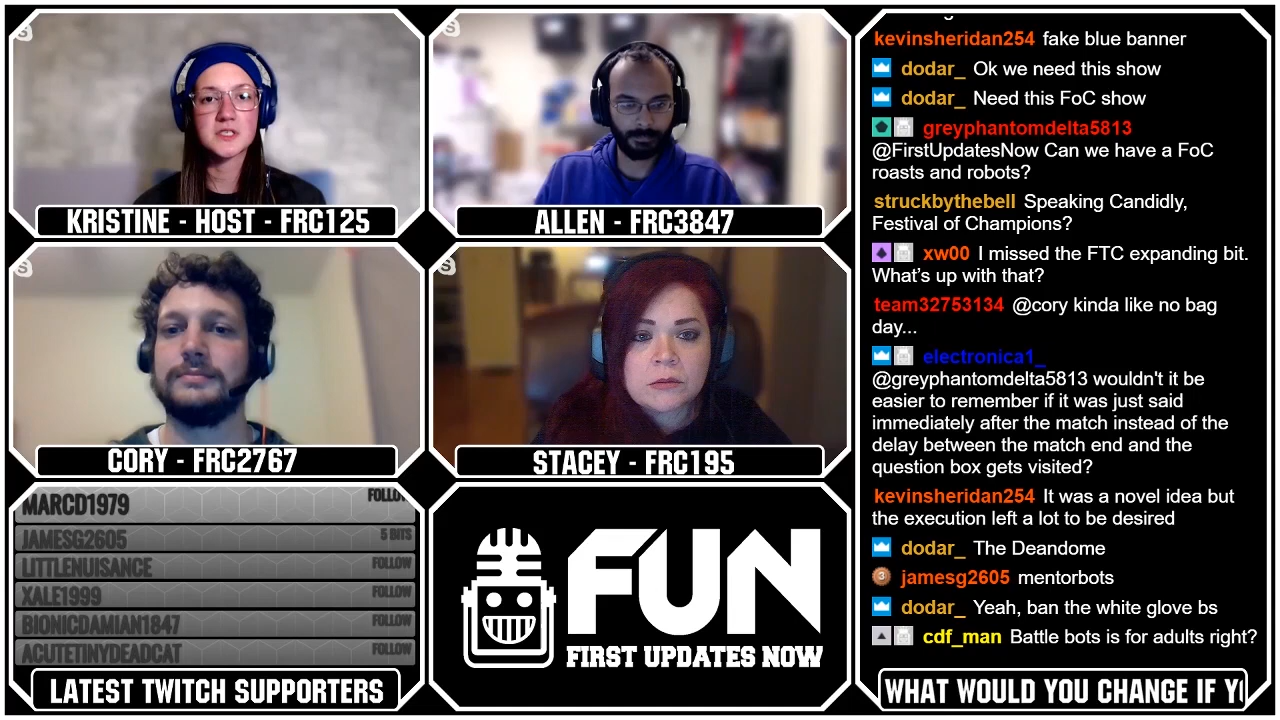 KRISTINE - HOST - FRC125
ALLEN - FRC3847
CORY - FRC2767
STACEY - FRC195
MARCD1979 FOLLOW
JAMESG2605 5 BITS
LITTLENUISANCE FOLLOW
XALE1999 FOLLOW
BIONICDAMIAN184 FOLLOW
ACUTETINYDEADCAT FOLLOW
LATEST TWITCH SUPPORTERS
FUN
FIRST UPDATES NOW
kevinsheridan254 fake blue banner
dodar_ Ok we need this show
dodar_ Need this FoC show
greyphantomdelta5813
@FirstUpdatesNow Can we have a FoC
roasts and robots?
struckbythebell Speaking Candidly,
Festival of Champions?
xw00 I missed the FTC expanding bit.
What's up with that?
team32753134 @cory kinda like no bag
day...
electronica1_
@greyphantomdelta5813 wouldn't it be
easier to remember if it was just said
immediately after the match instead of the
delay between the match end and the
question box gets visited?
kevinsheridan254 It was a novel idea but
the execution left a lot to be desired
dodar_ The Deandome
3 jamesg2605 mentorbots
dodar_ Yeah, ban the white glove bs
cdf_man Battle bots is for adults right?
WHAT WOULD YOU CHANGE IF